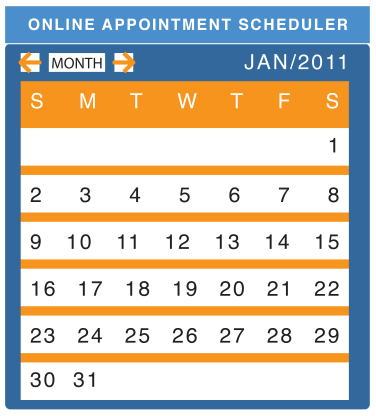 ONLINE APPOINTMENT SCHEDULER
MONTH JAN/2011
S M T W T F S
1
2 3 4 5 6 7 8
9 10 11 12 13 14 15
16 17 18 19 20 21 22
23 24 25 26 27 28 29
30 31